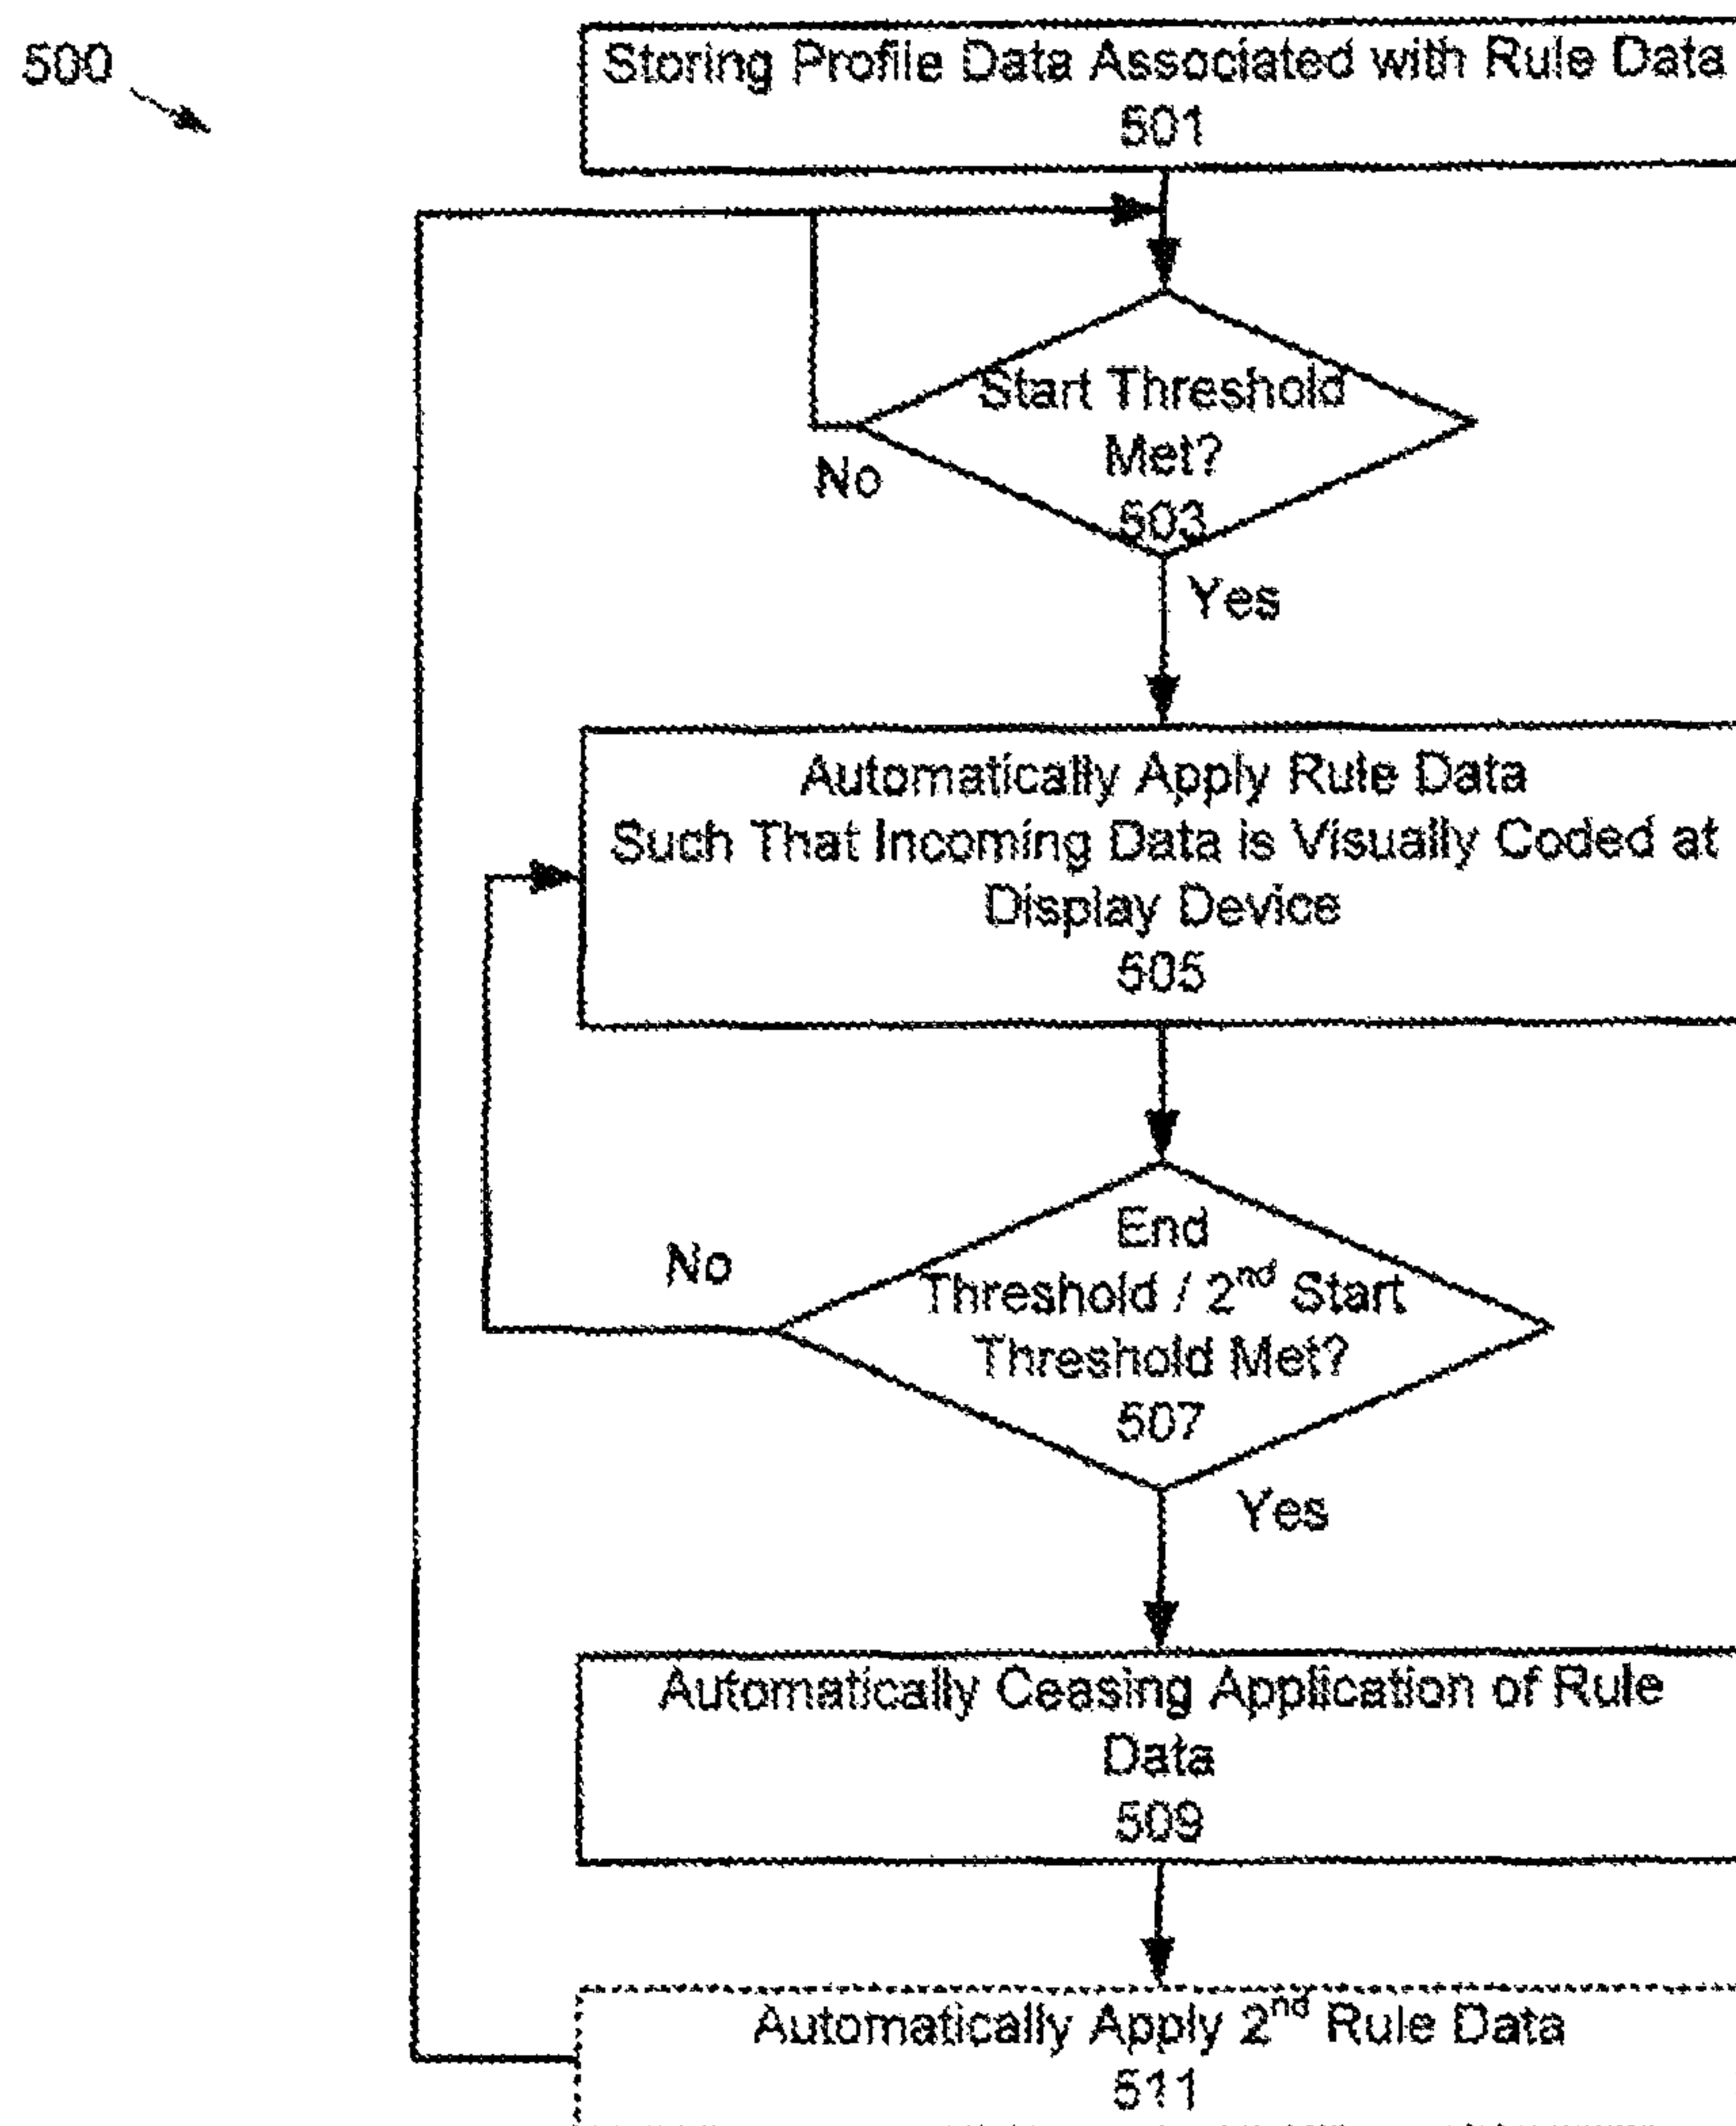 500
Storing Profile Data Associated with Rule Data
501
Start Threshold
Met?
503
No
Yes
Automatically Apply Rule Data
Such That Incoming Data is Visually Coded at
Display Device
505
End
Threshold / 2nd Start
Threshold Met?
507
No
Yes
Automatically Ceasing Application of Rule
Data
509
Automatically Apply 2nd Rule Data
511